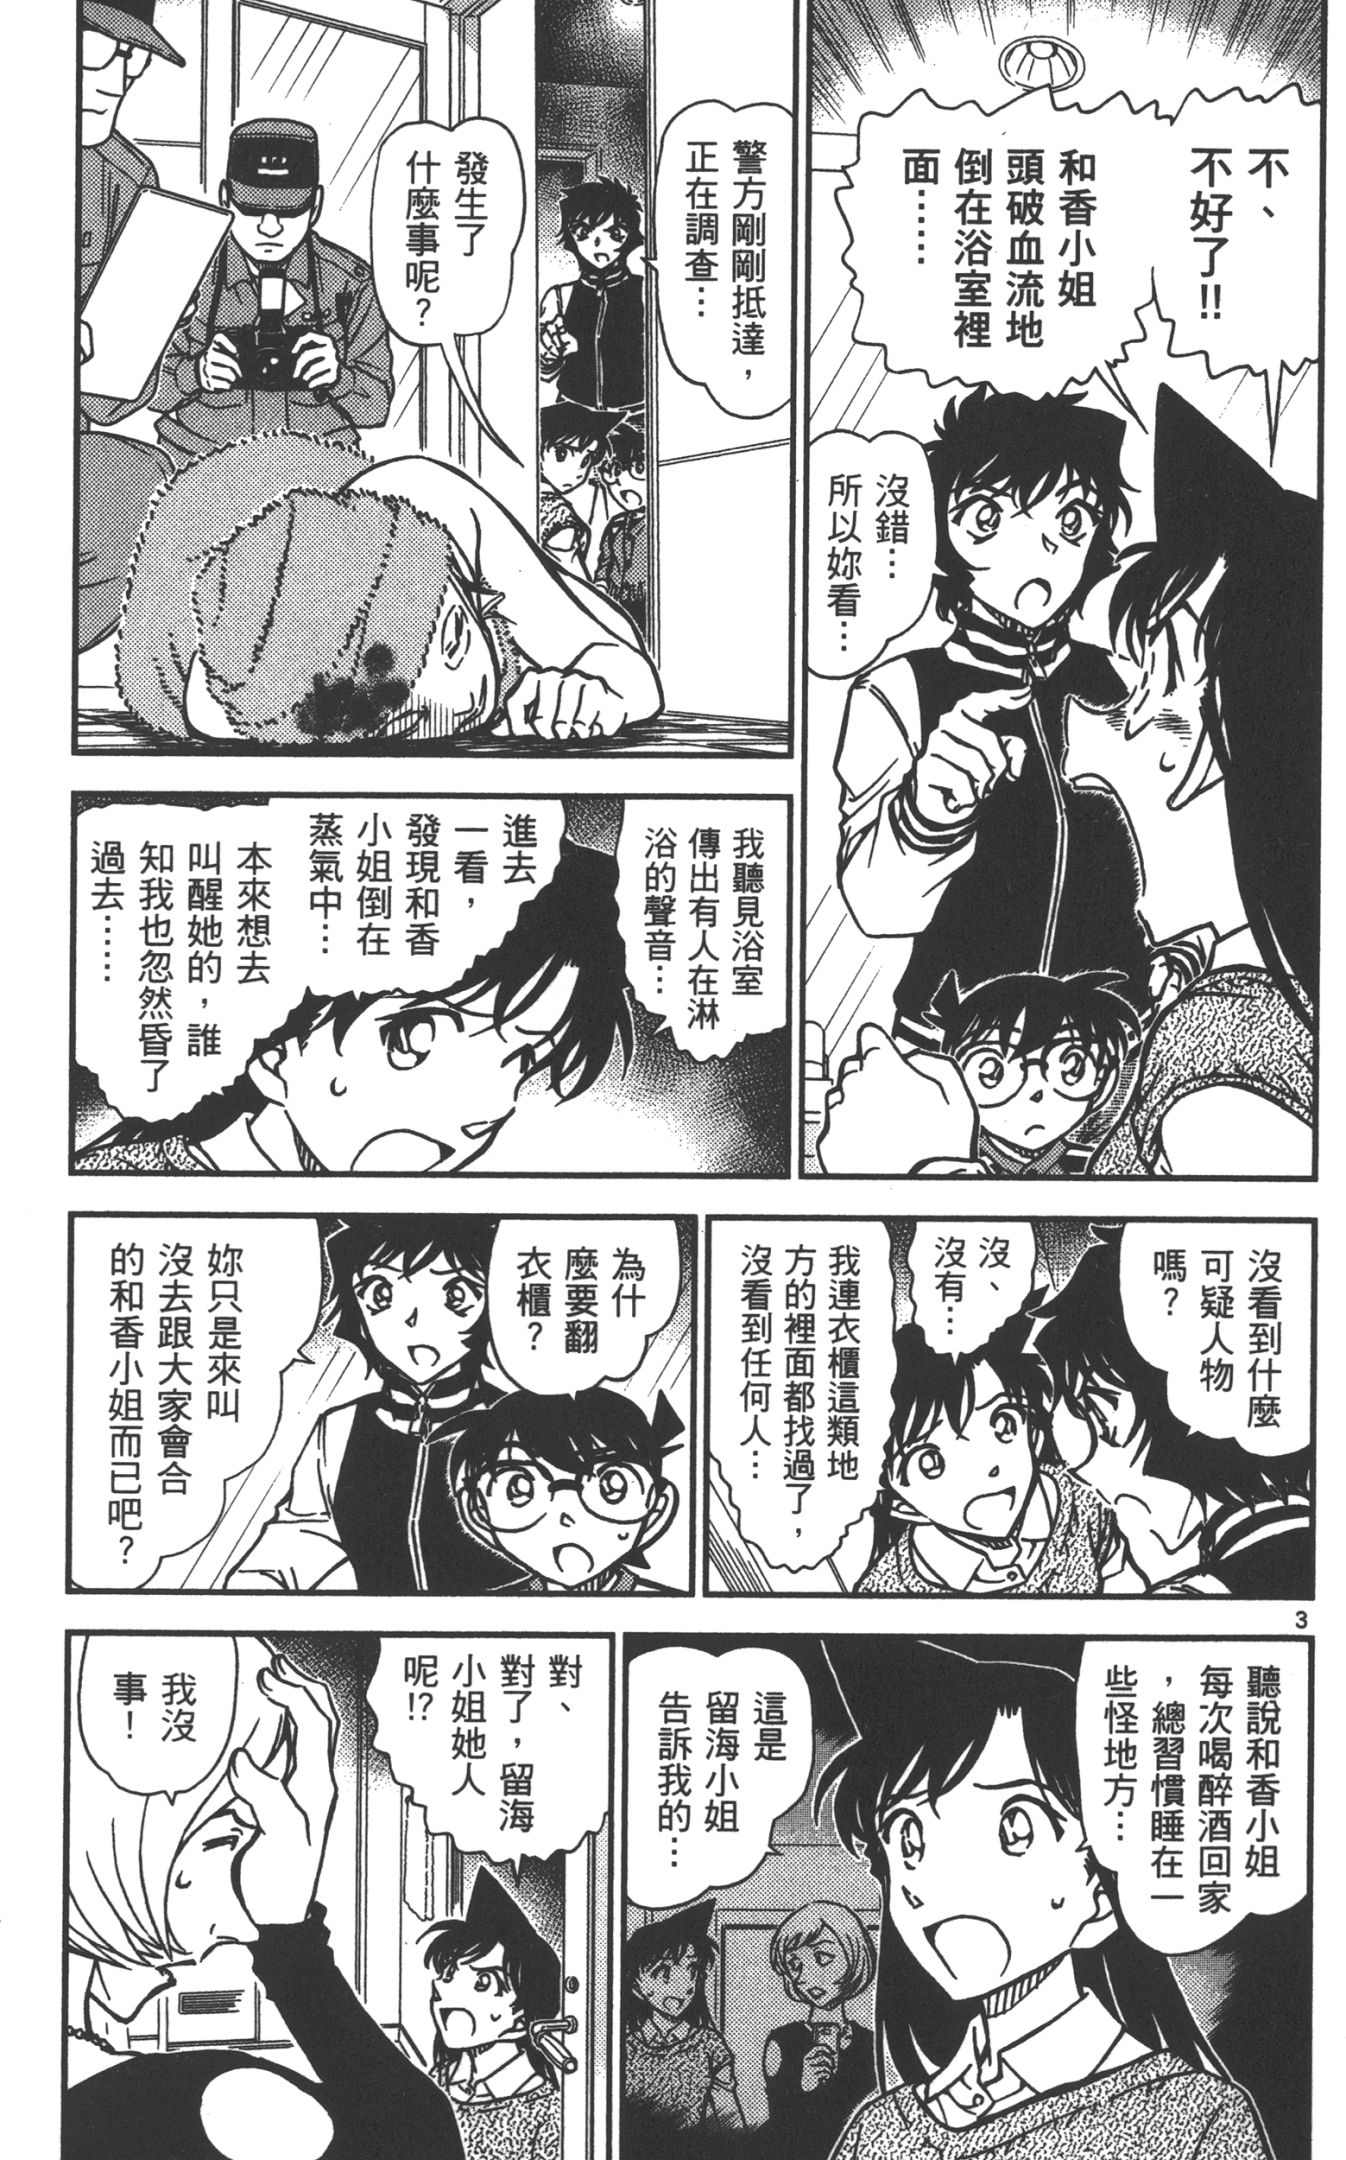 不、
不好了!!
和香小姐
頭破血流地
倒在浴室裡
面……
沒錯…
所以妳看…
警方剛剛抵達，
正在調查…
發生了
什麼事呢？
我聽見浴室
傳出有人在淋
浴的聲音…
進去
一看，
發現和香
小姐倒在
蒸氣中…
本來想去
叫醒她的，誰
知我也忽然昏了
過去……
沒看到什麼
可疑人物
嗎？
沒、
沒有…
我連衣櫃這類地
方的裡面都找過了，
沒看到任何人…
為什
麼要翻
衣櫃？
妳只是來叫
沒去跟大家會合
的和香小姐而已吧？
3
聽說和香小姐
每次喝醉酒回家
，總習慣睡在一
些怪地方…
這是
留海小姐
告訴我的…
對、
對了，留海
小姐她人
呢!?
我沒
事！